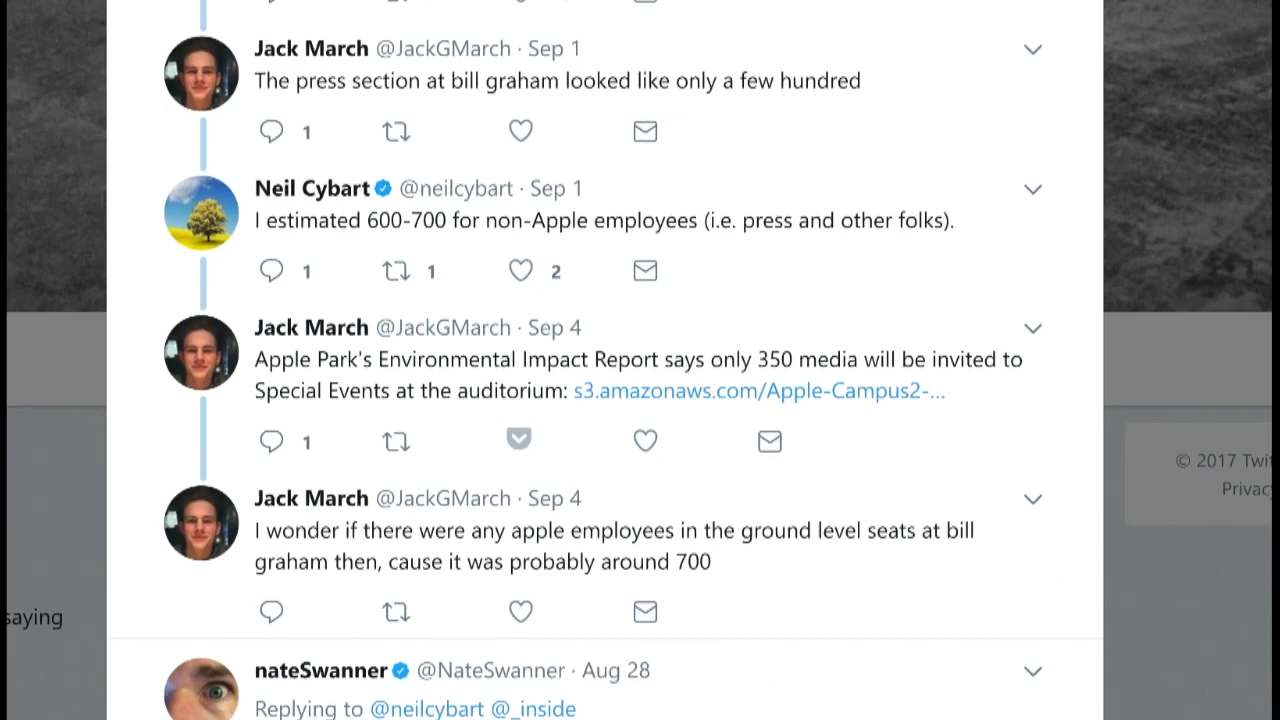 Jack March @JackGMarch · Sep 1
The press section at bill graham looked like only a few hundred
1
Neil Cybart @neilcybart · Sep 1
I estimated 600-700 for non-Apple employees (i.e. press and other folks).
1 1 2
Jack March @JackGMarch · Sep 4
Apple Park's Environmental Impact Report says only 350 media will be invited to
Special Events at the auditorium: s3.amazonaws.com/Apple-Campus2-...
1
© 2017 Twit
Privac
Jack March @JackGMarch · Sep 4
I wonder if there were any apple employees in the ground level seats at bill
graham then, cause it was probably around 700
saying
nateSwanner @NateSwanner · Aug 28
Replying to @neilcybart @_inside